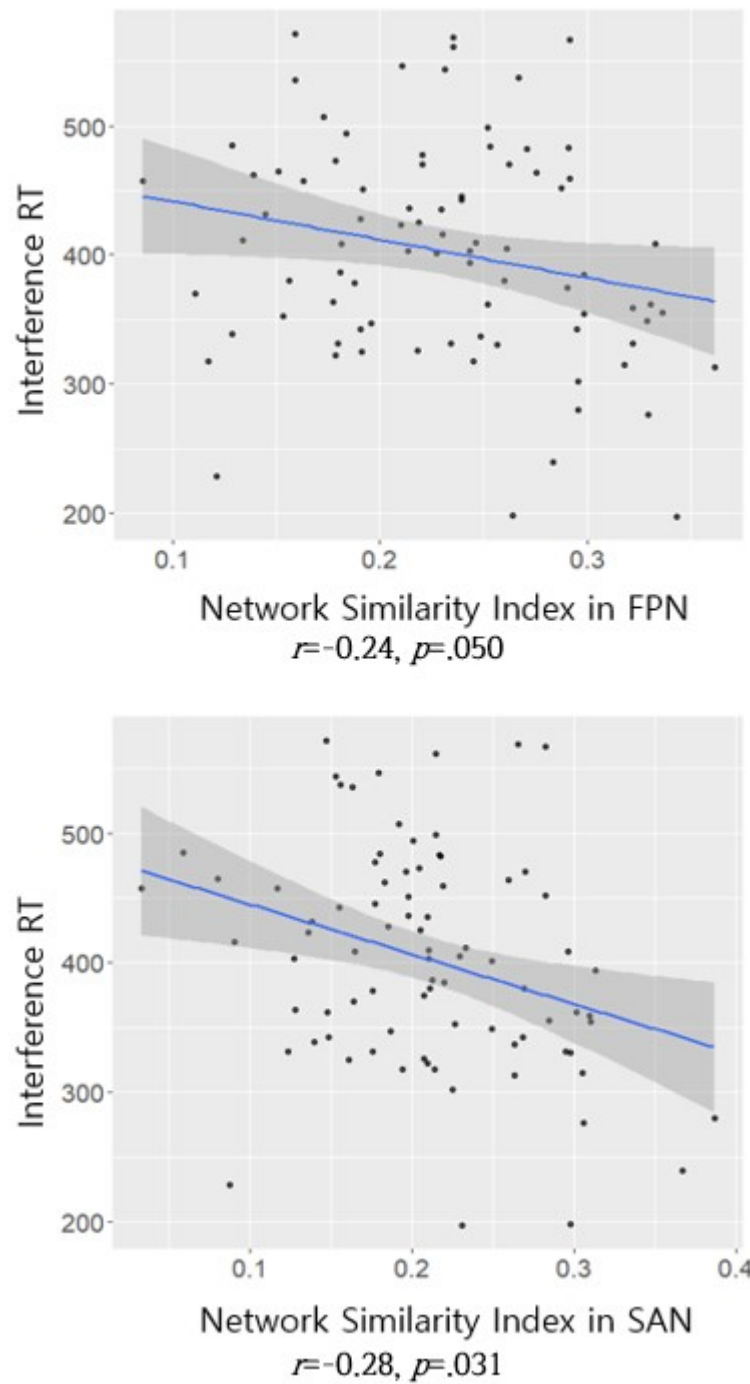 500
400
300
200
Interference RT
0.1 0.2 0.3
Network Similarity Index in FPN
r=-0.24, p=.050
500
400
300
200
Interference RT
0.1 0.2 0.3 0.4
Network Similarity Index in SAN
r=-0.28, p=.031